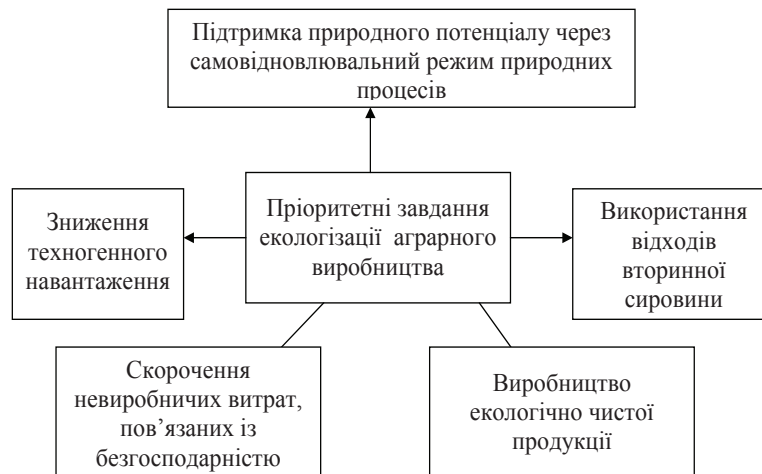 Підтримка природного потенціалу через
самовідновлювальний режим природних
процесів
Зниження
техногенного
навантаження
Пріоритетні завдання
екологізації аграрного
виробництва
Використання
відходів
вторинної
сировини
Скорочення
невиробничих витрат,
пов’язаних із
безгосподарністю
Виробництво
екологічно чистої
продукції